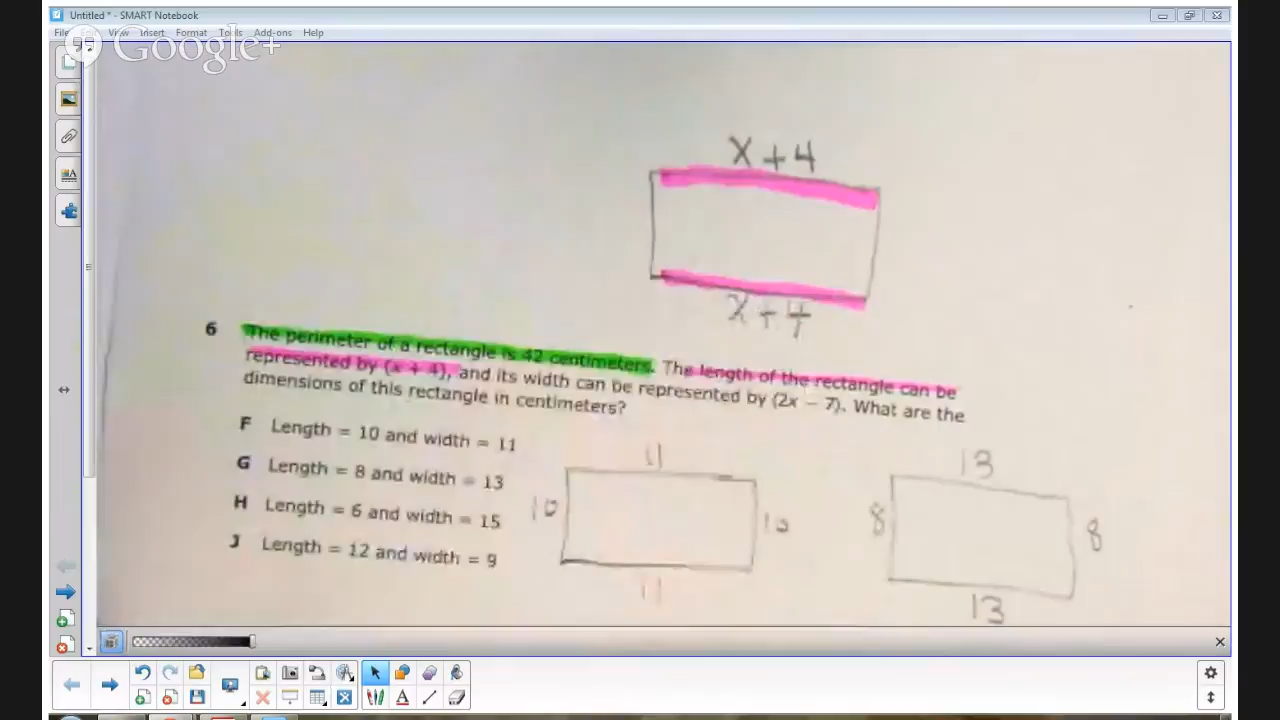 Untitled * - SMART Notebook
File Edit View Insert Format Tools Add-ons Help
Google+
x + 4
x + 4
6 The perimeter of a rectangle is 42 centimeters. The length of the rectangle can be
represented by (x + 4), and its width can be represented by (2x − 7). What are the
dimensions of this rectangle in centimeters?
F Length = 10 and width = 11
G Length = 8 and width = 13
H Length = 6 and width = 15
J Length = 12 and width = 9
11
10
10
11
13
8
8
13